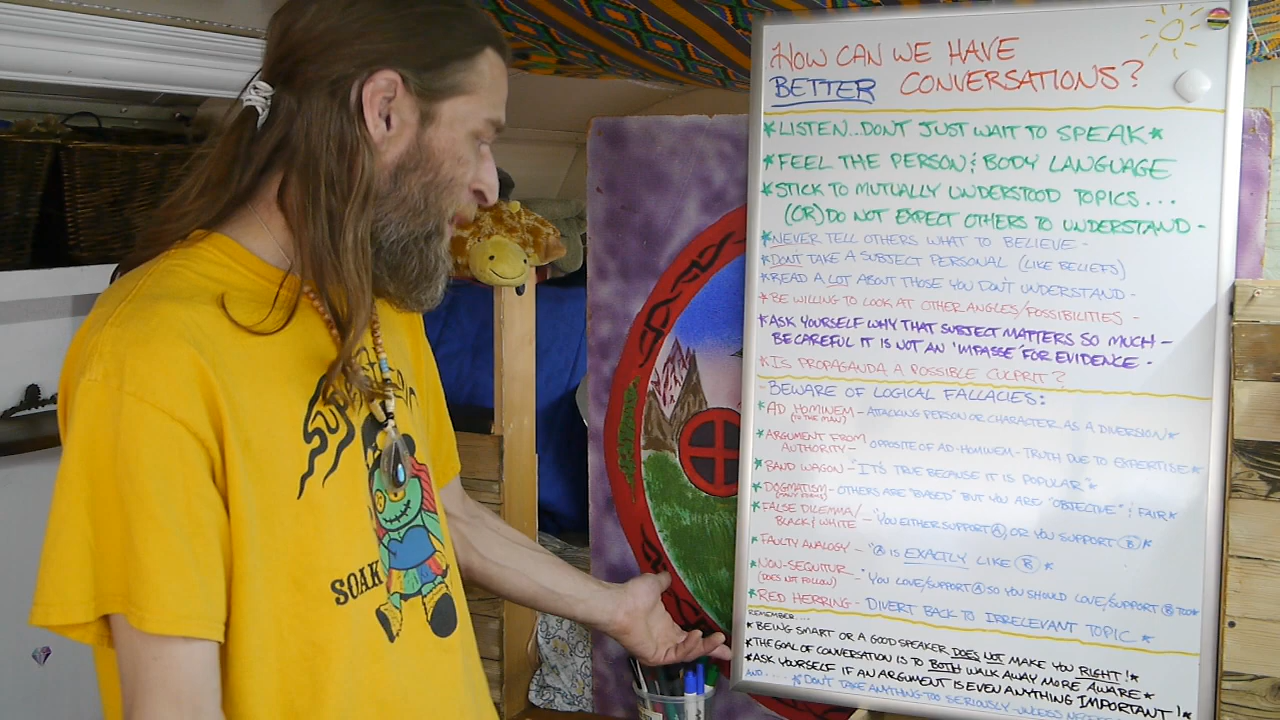 HOW CAN WE HAVE
BETTER CONVERSATIONS?
*LISTEN...DONT JUST WAIT TO SPEAK*
*FEEL THE PERSON & BODY LANGUAGE
*STICK TO MUTUALLY UNDERSTOOD TOPICS...
(OR) DO NOT EXPECT OTHERS TO UNDERSTAND-
*NEVER TELL OTHERS WHAT TO BELIEVE-
*DONT TAKE A SUBJECT PERSONAL (LIKE BELIEFS)
*READ A LOT ABOUT THOSE YOU DON'T UNDERSTAND-
*BE WILLING TO LOOK AT OTHER ANGLES/POSSIBILITIES-
*ASK YOURSELF WHY THAT SUBJECT MATTERS SO MUCH-
BE CAREFUL IT IS NOT AN 'IMPASSE' FOR EVIDENCE-
*IS PROPAGANDA A POSSIBLE CULPRIT?
-BEWARE OF LOGICAL FALLACIES:
*AD HOMINEM - ATTACKING PERSON OR CHARACTER AS A DIVERSION*
(TO THE MAN)
*ARGUMENT FROM
AUTHORITY- OPPOSITE OF AD-HOMINEM-TRUTH DUE TO EXPERTISE*
*BAND WAGON-"IT'S TRUE BECAUSE IT IS POPULAR"*
*DOGMATISM-OTHERS ARE "BIASED" BUT YOU ARE "OBJECTIVE" & FAIR*
*FALSE DILEMMA/
BLACK & WHITE -"YOU EITHER SUPPORT A, OR YOU SUPPORT B*
*FAULTY ANALOGY-"A IS EXACTLY LIKE B"*
*NON-SEQUITUR -"YOU LOVE/SUPPORT A SO YOU SHOULD LOVE/SUPPORT B TOO*
(DOES NOT FOLLOW)
*RED HERRING-DIVERT BACK TO IRRELEVANT TOPIC*
REMEMBER....
*BEING SMART OR A GOOD SPEAKER DOES NOT MAKE YOU RIGHT!*
*THE GOAL OF CONVERSATION IS TO BOTH WALK AWAY MORE AWARE*
*ASK YOURSELF IF AN ARGUMENT IS EVEN ANYTHING IMPORTANT!*
AND.... *DON'T TAKE ANYTHING TOO SERIOUSLY-UNLESS
SOAK